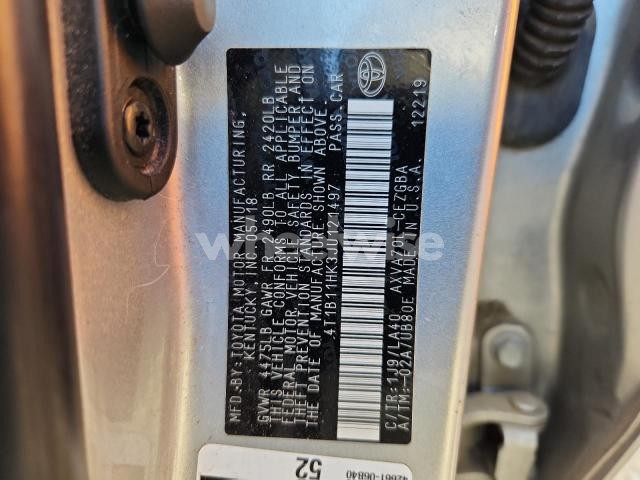 MFD.BY:TOYOTA MOTOR MANUFACTURING,
KENTUCKY, INC. 05/18
GVWR 4475LB GAWR FR 2490LB RR 2420LB
THIS VEHICLE CONFORMS TO ALL APPLICABLE
FEDERAL MOTOR VEHICLE SAFETY, BUMPER, AND
THEFT PREVENTION STANDARDS IN EFFECT ON
THE DATE OF MANUFACTURE SHOWN ABOVE.
4T1B11HK3JU121497 PASS.CAR
C/TR:1J9/LA40 AXVA70L-CEZGBA
A/TM:-02A/UB80E MADE IN U.S.A. 12219
52
42661-06B40